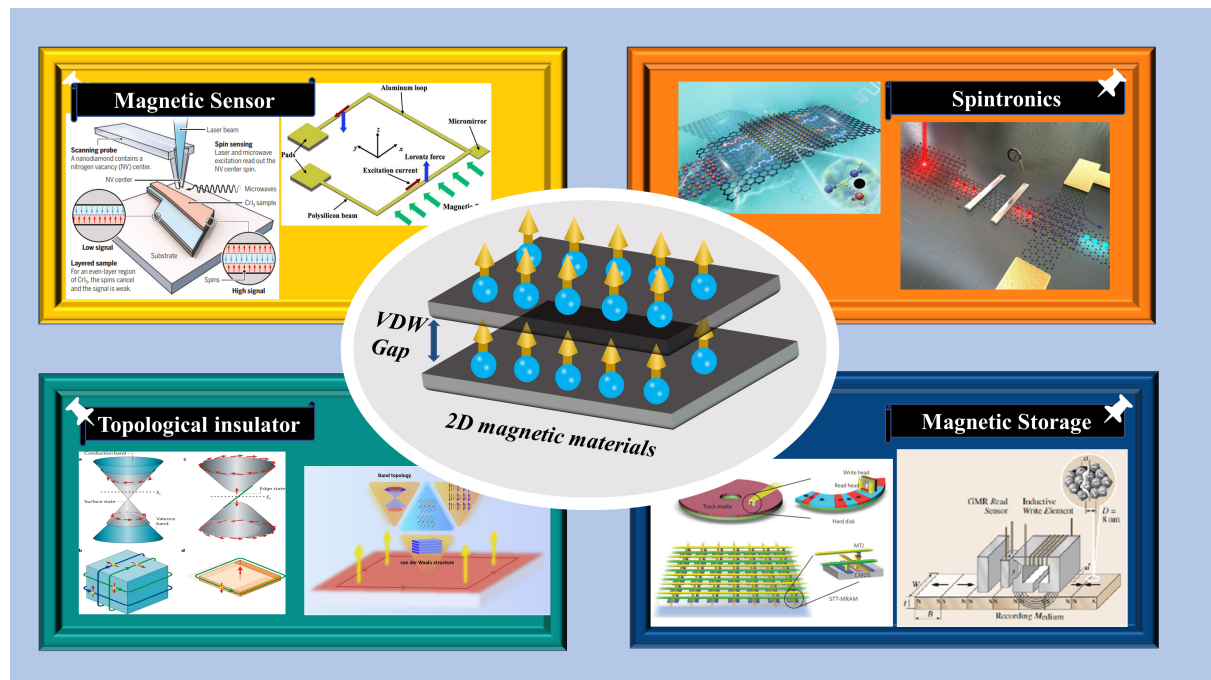 Magnetic Sensor
Laser beam
Scanning probe
A nanodiamond contains a
nitrogen vacancy (NV) center.
Spin sensing
Laser and microwave
excitation read out the
NV center spin.
NV center
Microwaves
CrI₃ sample
Low signal
Substrate
Layered sample
For an even-layer region
of CrI₃, the spins cancel
and the signal is weak.
Spins
High signal
Aluminum loop
Micromirror
Pads
z
y
x
Lorentz force
Excitation current
Polysilicon beam
Magnetic
Spintronics
VDW
Gap
2D magnetic materials
Topological insulator
a
Conduction band
c
Surface state
Edge state
Valence
band
b
d
Band topology
van der Waals structure
Magnetic Storage
Write head
Read head
Track media
Hard disk
MTJ
CMOS
STT-MRAM
GMR Read
Sensor
Inductive
Write Element
D =
8 nm
W
d
t
B
Recording Medium